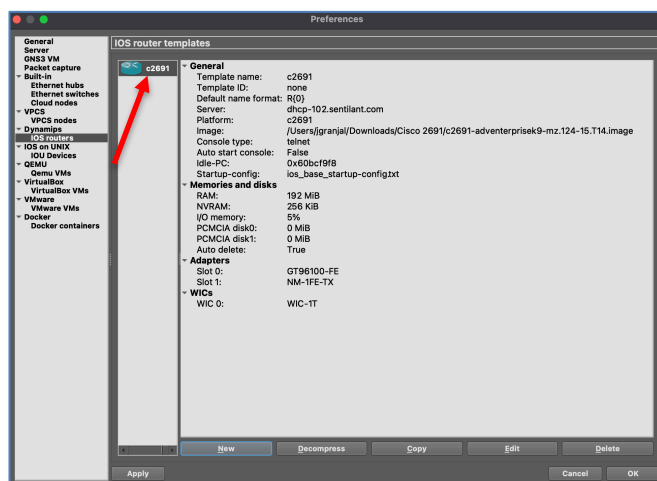 Preferences
General
Server
GNS3 VM
Packet capture
Built-in
Ethernet hubs
Ethernet switches
Cloud nodes
VPCS
VPCS nodes
Dynamips
IOS routers
IOS on UNIX
IOU Devices
QEMU
Qemu VMs
VirtualBox
VirtualBox VMs
VMware
VMware VMs
Docker
Docker containers
IOS router templates
c2691
General
Template name: c2691
Template ID: none
Default name format: R{0}
Server: dhcp-102.sentilant.com
Platform: c2691
Image: /Users/jgranjal/Downloads/Cisco 2691/c2691-adventerprisek9-mz.124-15.T14.image
Console type: telnet
Auto start console: False
Idle-PC: 0x60bcf9f8
Startup-config: ios_base_startup-config.txt
Memories and disks
RAM: 192 MiB
NVRAM: 256 KiB
I/O memory: 5%
PCMCIA disk0: 0 MiB
PCMCIA disk1: 0 MiB
Auto delete: True
Adapters
Slot 0: GT96100-FE
Slot 1: NM-1FE-TX
WICs
WIC 0: WIC-1T
New Decompress Copy Edit Delete
Apply Cancel OK